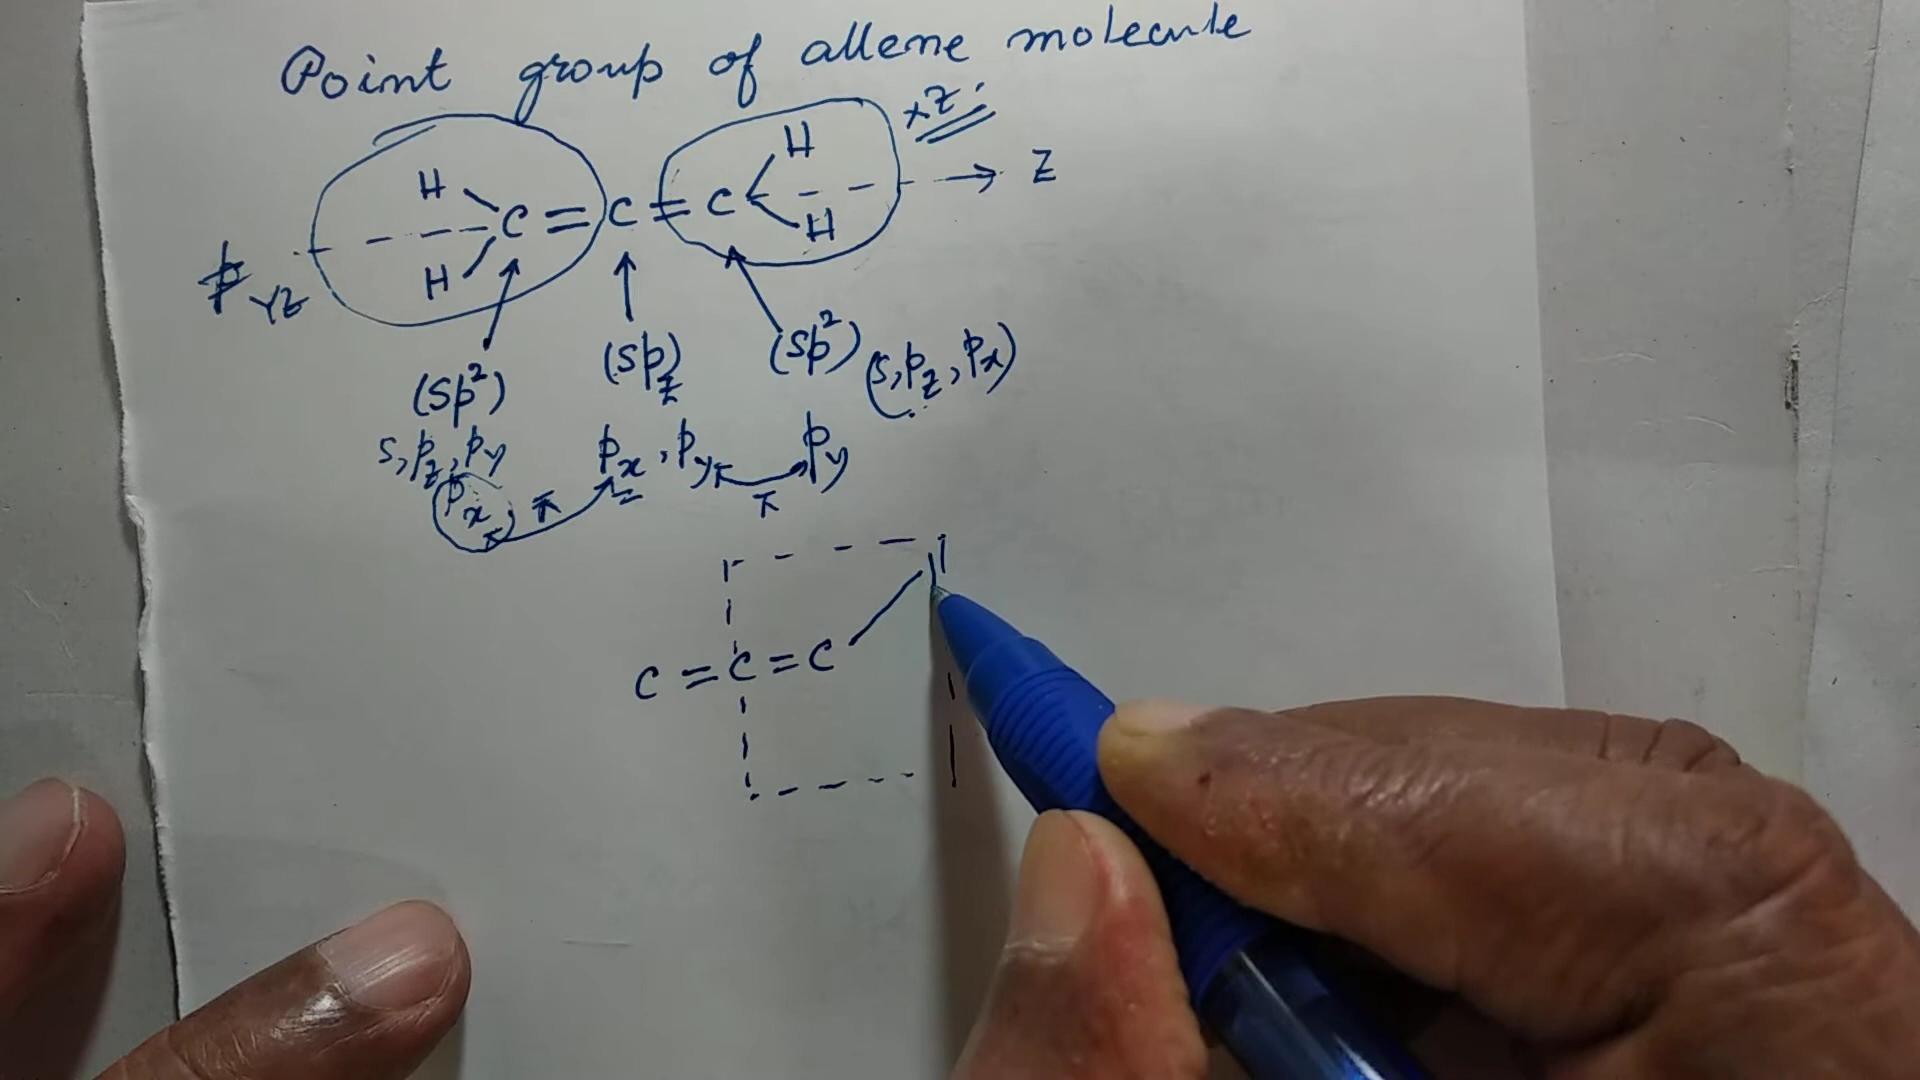 Point group of allene molecule
H H XZ
C = C = C Z
H H
YZ
(sp²) (sp)z (sp²) (s, pz, px)
s, pz, py px, py py
px π π
C = C = C